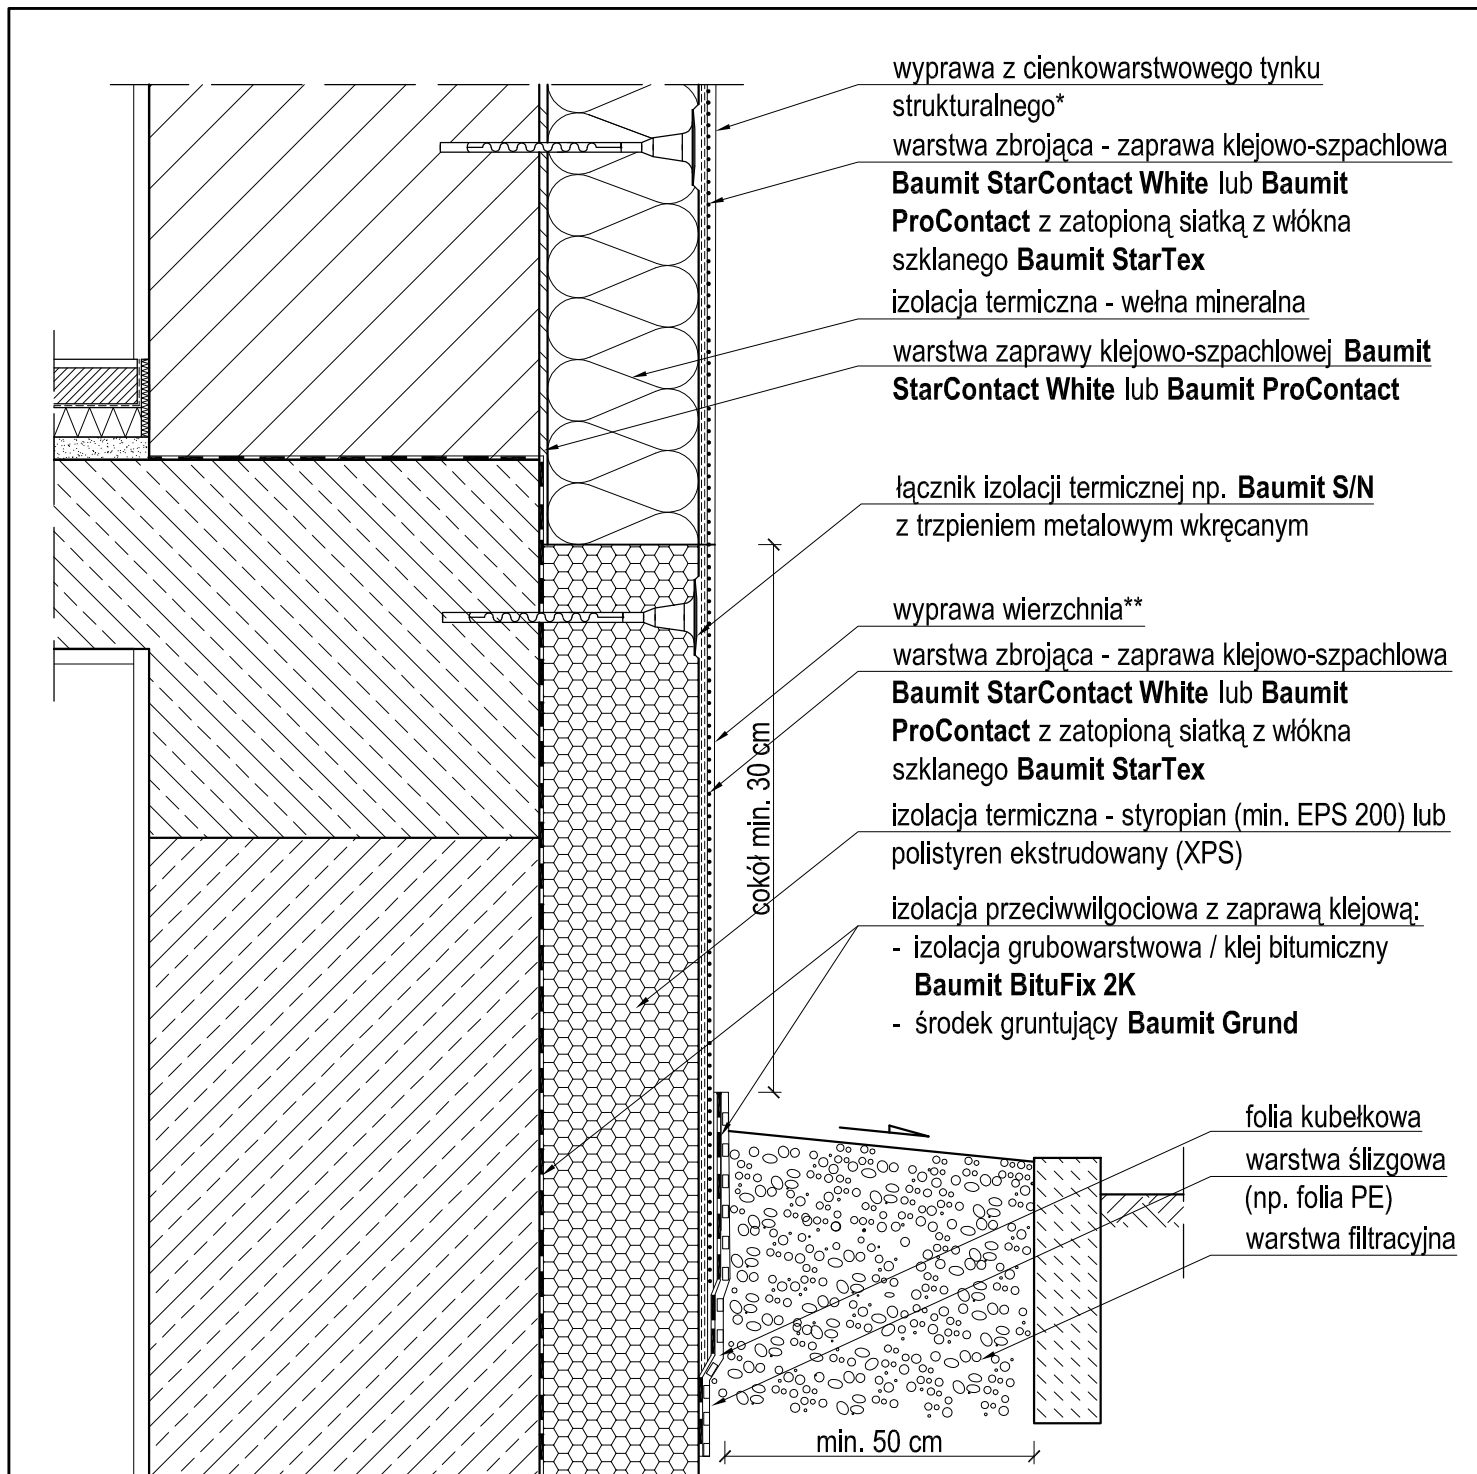 wyprawa z cienkowarstwowego tynku
strukturalnego*
warstwa zbrojąca - zaprawa klejowo-szpachlowa
Baumit StarContact White lub Baumit
ProContact z zatopioną siatką z włókna
szklanego Baumit StarTex
izolacja termiczna - wełna mineralna
warstwa zaprawy klejowo-szpachlowej Baumit
StarContact White lub Baumit ProContact
łącznik izolacji termicznej np. Baumit S/N
z trzpieniem metalowym wkręcanym
wyprawa wierzchnia**
warstwa zbrojąca - zaprawa klejowo-szpachlowa
Baumit StarContact White lub Baumit
ProContact z zatopioną siatką z włókna
szklanego Baumit StarTex
cokół min. 30 cm
izolacja termiczna - styropian (min. EPS 200) lub
polistyren ekstrudowany (XPS)
izolacja przeciwwilgociowa z zaprawą klejową:
- izolacja grubowarstwowa / klej bitumiczny
Baumit BituFix 2K
- środek gruntujący Baumit Grund
folia kubełkowa
warstwa ślizgowa
(np. folia PE)
warstwa filtracyjna
min. 50 cm